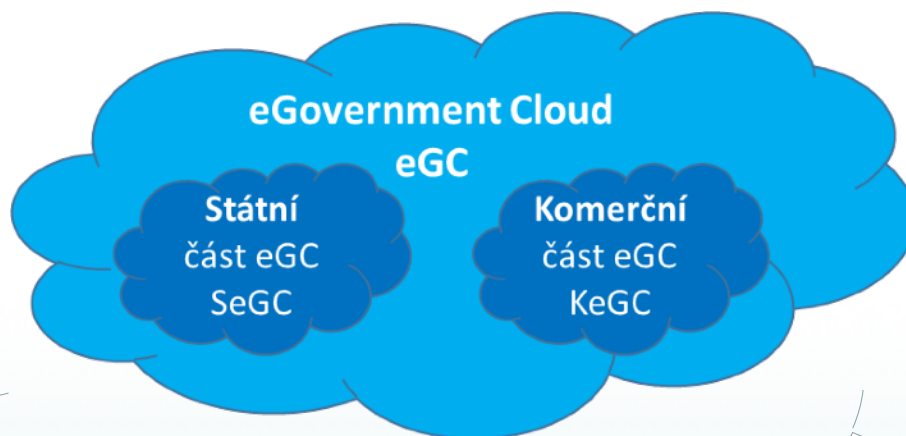 eGovernment Cloud
eGC
Státní
část eGC
SeGC
Komerční
část eGC
KeGC